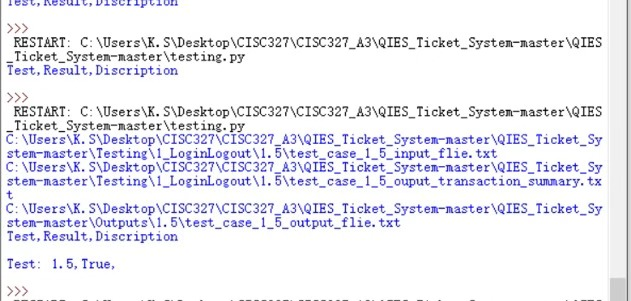 Test,Result,Discription
>>>
RESTART: C:\Users\K.S\Desktop\CISC327\CISC327_A3\QIES_Ticket_System-master\QIES
_Ticket_System-master\testing.py
Test,Result,Discription
>>>
RESTART: C:\Users\K.S\Desktop\CISC327\CISC327_A3\QIES_Ticket_System-master\QIES
_Ticket_System-master\testing.py
C:\Users\K.S\Desktop\CISC327\CISC327_A3\QIES_Ticket_System-master\QIES_Ticket_Sy
stem-master\Testing\1_LoginLogout\1.5\test_case_1_5_input_flie.txt
C:\Users\K.S\Desktop\CISC327\CISC327_A3\QIES_Ticket_System-master\QIES_Ticket_Sy
stem-master\Testing\1_LoginLogout\1.5\test_case_1_5_ouput_transaction_summary.tx
t
C:\Users\K.S\Desktop\CISC327\CISC327_A3\QIES_Ticket_System-master\QIES_Ticket_Sy
stem-master\Outputs\1.5\test_case_1_5_output_flie.txt
Test,Result,Discription
Test: 1.5,True,
>>>